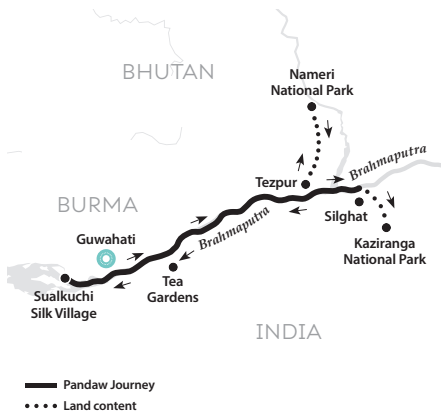 BHUTAN
Nameri
National Park
Brahmaputra
Tezpur
BURMA
Silghat
Guwahati
Brahmaputra
Kaziranga
National Park
Tea
Gardens
Sualkuchi
Silk Village
INDIA
Pandaw Journey
Land content